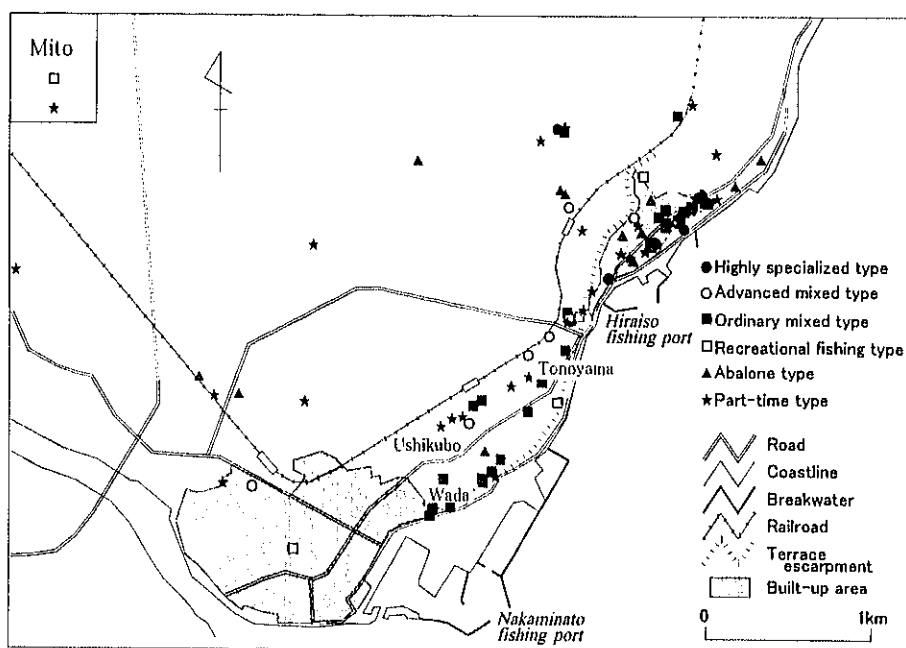 Mito
Hiraiso
fishing port
Tonoyama
Ushikubo
Wada
Nakaminato
fishing port
Highly specialized type
Advanced mixed type
Ordinary mixed type
Recreational fishing type
Abalone type
Part-time type
Road
Coastline
Breakwater
Railroad
Terrace
escarpment
Built-up area
0 1km